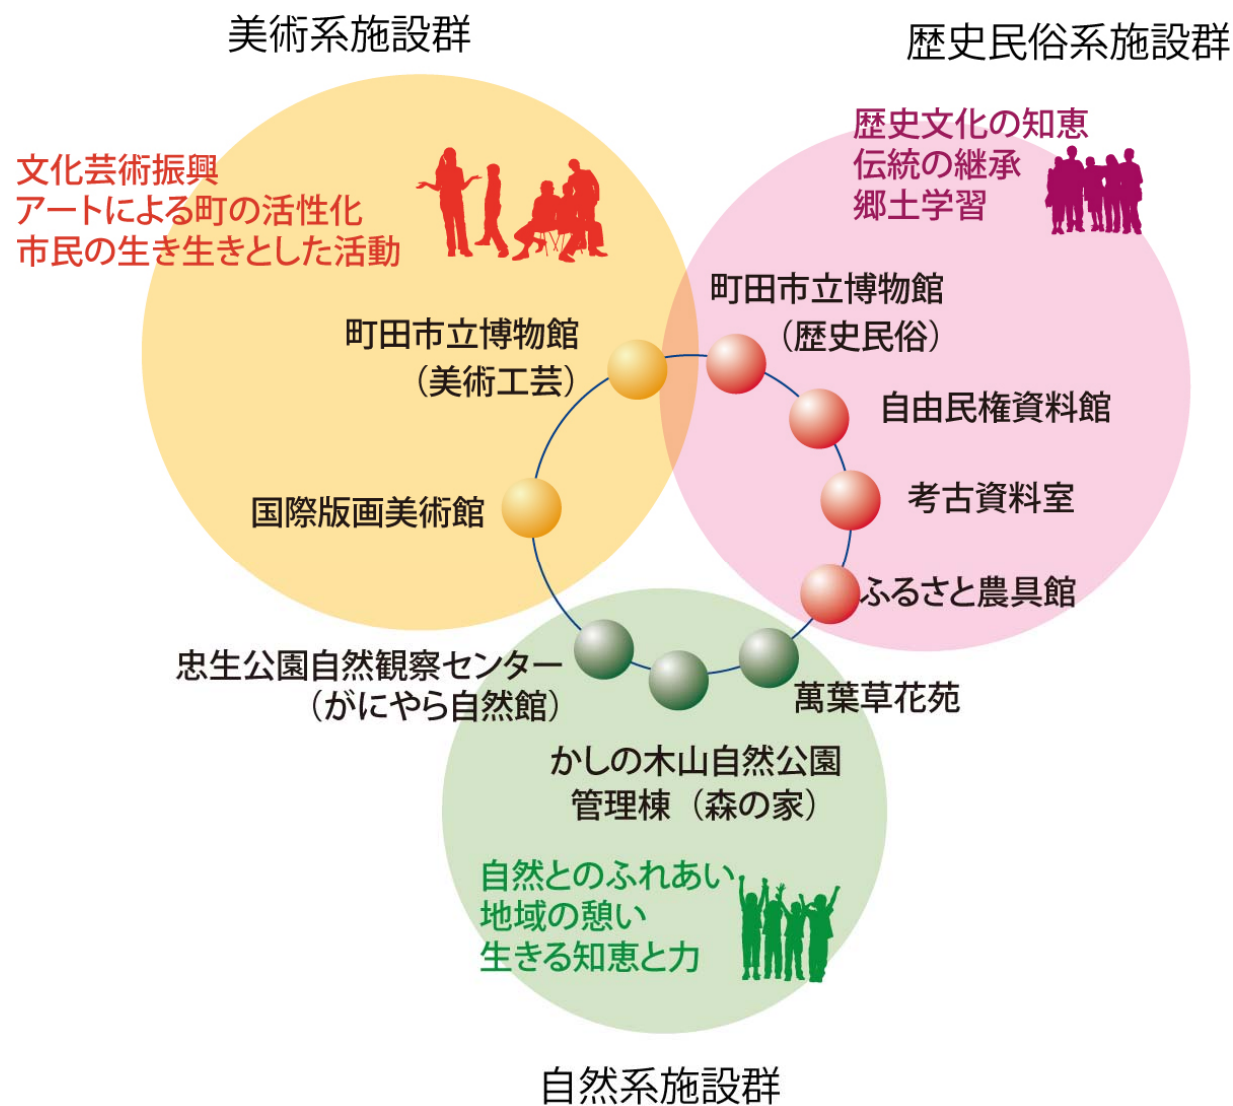 美術系施設群
歴史民俗系施設群
文化芸術振興
アートによる町の活性化
市民の生き生きとした活動
歴史文化の知恵
伝統の継承
郷土学習
町田市立博物館
（美術工芸）
町田市立博物館
（歴史民俗）
自由民権資料館
国際版画美術館
考古資料室
ふるさと農具館
忠生公園自然観察センター
（がにやら自然館）
萬葉草花苑
かしの木山自然公園
管理棟（森の家）
自然とのふれあい
地域の憩い
生きる知恵と力
自然系施設群